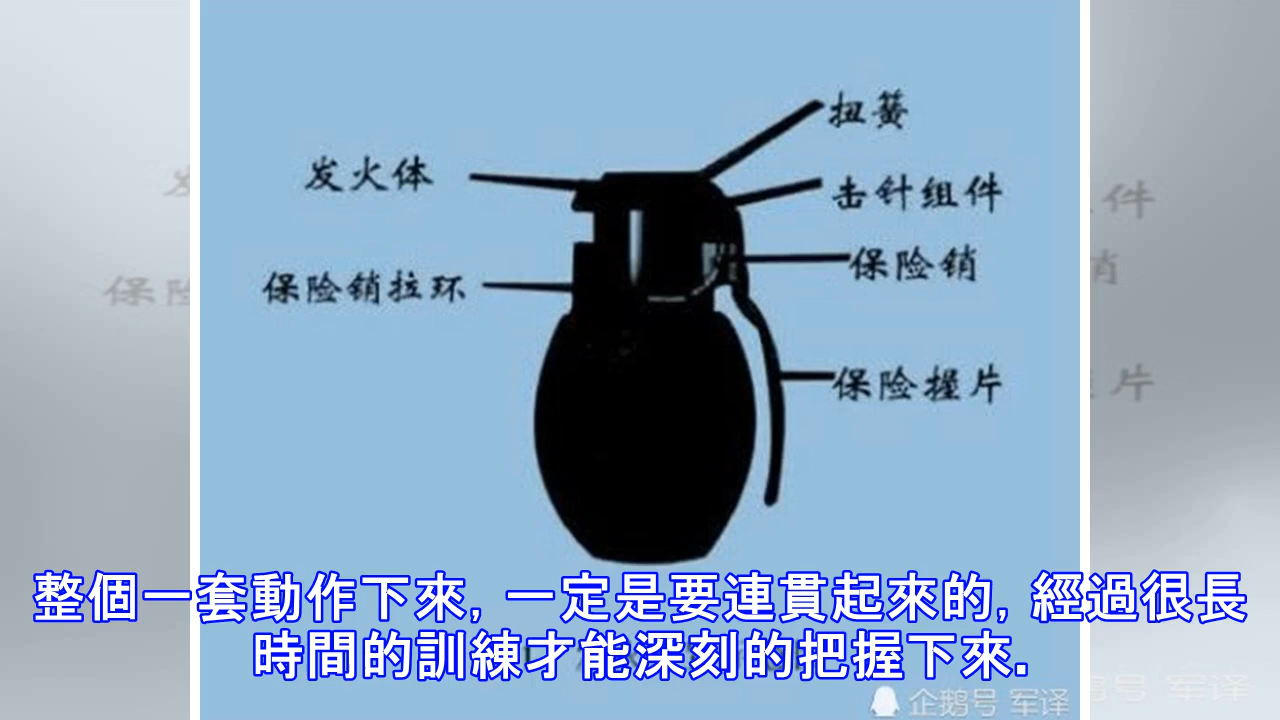 扭簧
发火体
击针组件
保险销
保险销拉环
保险握片
整個一套動作下來, 一定是要連貫起來的, 經過很長
時間的訓練才能深刻的把握下來.
企鹅号 军译